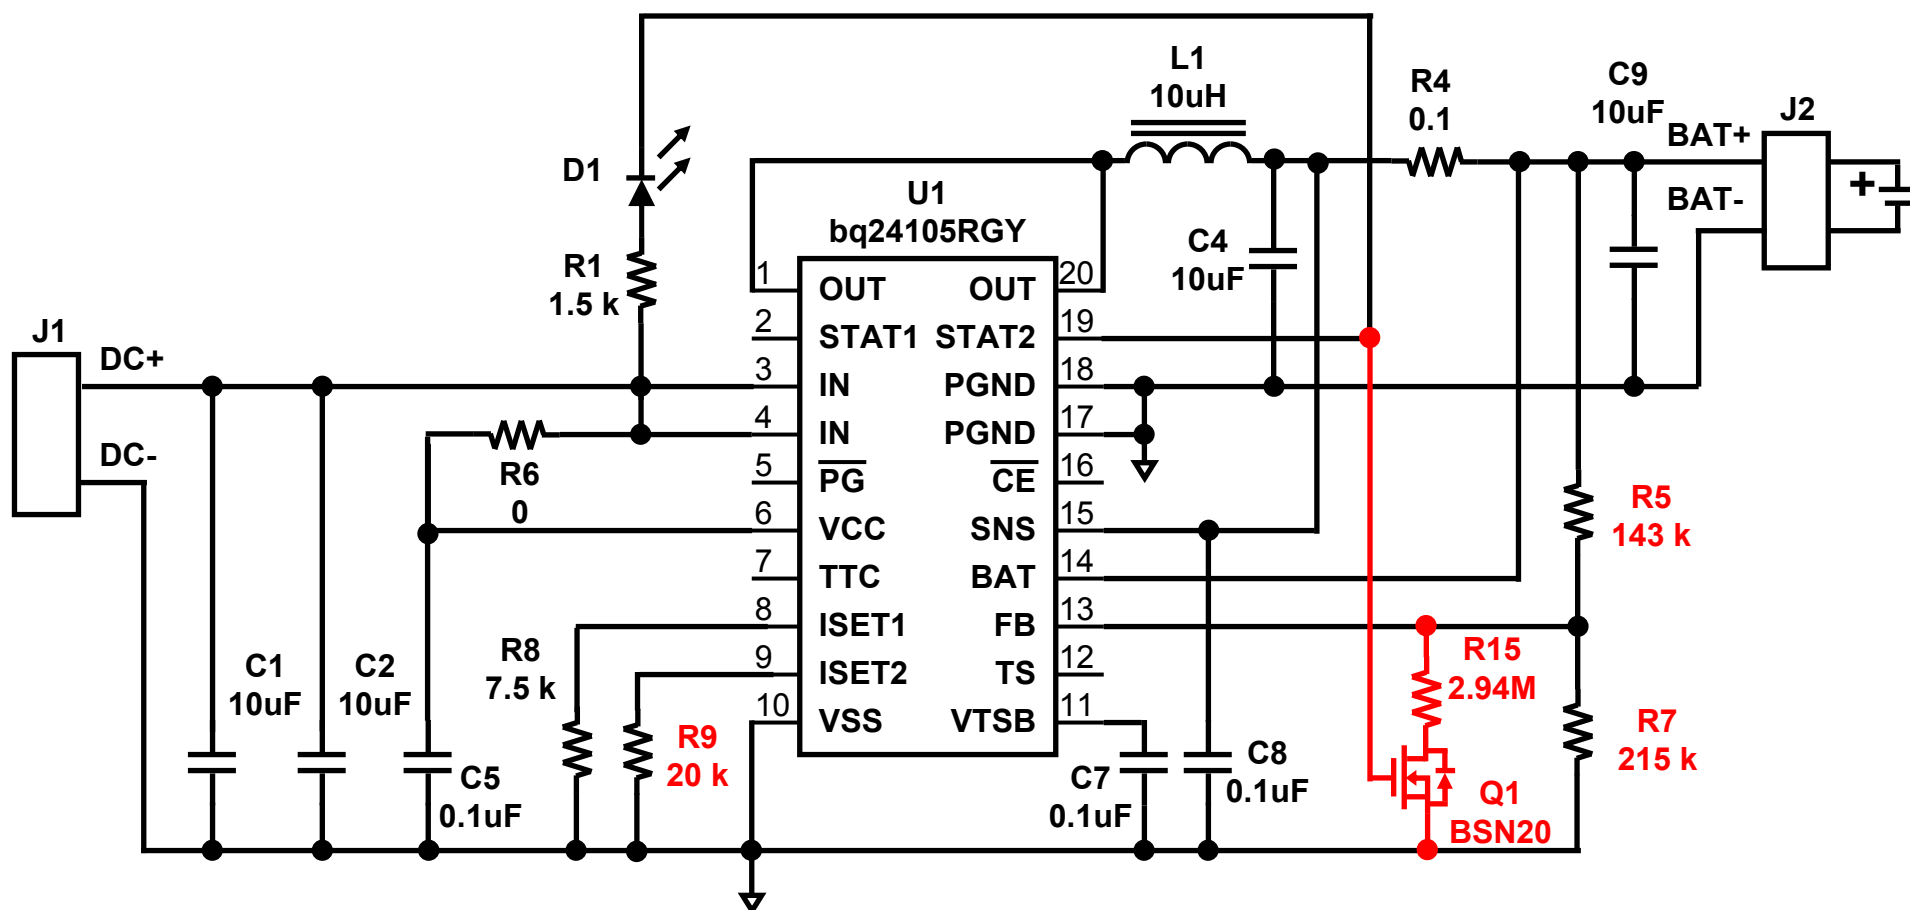 L1
10uH
R4
0.1
C9
10uF
J2
BAT+
BAT-
+
D1
U1
bq24105RGY
R1
1.5 k
C4
10uF
J1
DC+
DC-
1
OUT
OUT
20
2
STAT1
STAT2
19
3
IN
PGND
18
4
IN
PGND
17
5
PG
CE
16
6
VCC
SNS
15
7
TTC
BAT
14
8
ISET1
FB
13
9
ISET2
TS
12
10
VSS
VTSB
11
R6
0
R5
143 k
C1
10uF
C2
10uF
R8
7.5 k
R9
20 k
C5
0.1uF
C7
0.1uF
C8
0.1uF
R15
2.94M
R7
215 k
Q1
BSN20